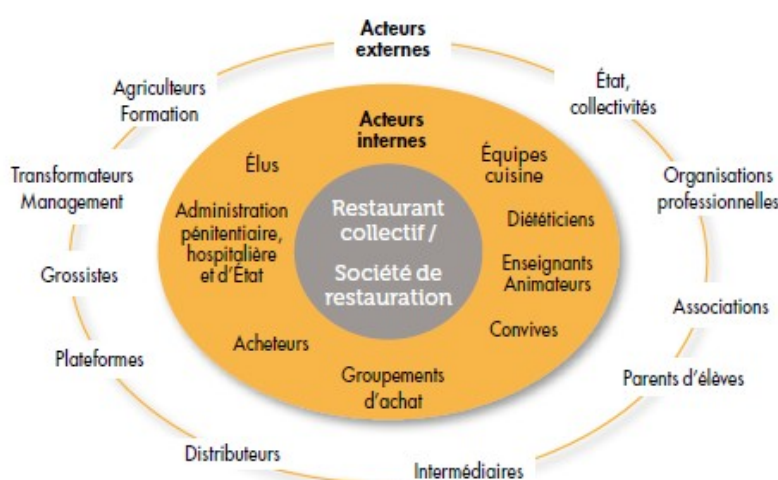 Acteurs
externes
Agriculteurs
Formation
État,
collectivités
Acteurs
internes
Élus
Équipes
cuisine
Transformateurs
Management
Organisations
professionnelles
Administration
pénitentiaire,
hospitalière
et d'État
Restaurant
collectif /
Société de
restauration
Diététiciens
Enseignants
Animateurs
Grossistes
Associations
Convives
Acheteurs
Plateformes
Groupements
d'achat
Parents d'élèves
Distributeurs
Intermédiaires